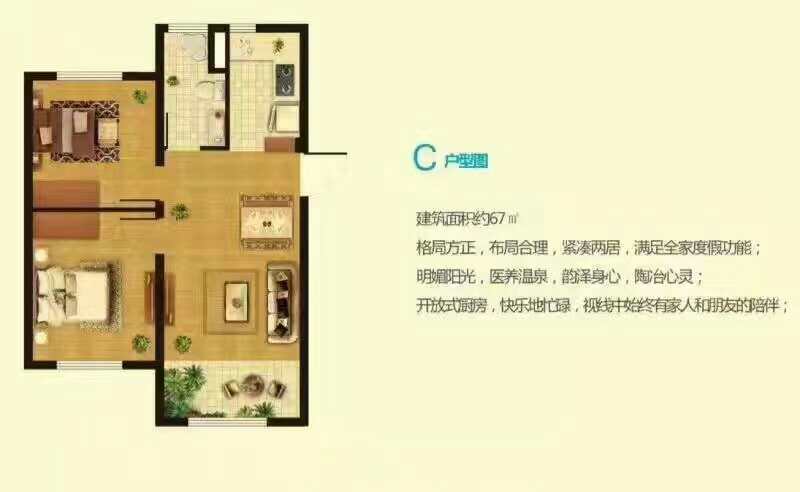 C 户型图
建筑面积约67㎡
格局方正，布局合理，紧凑两居，满足全家度假功能；
明媚阳光，医养温泉，韵泽身心，陶冶心灵；
开放式厨房，快乐地忙碌，视线中始终有家人和朋友的陪伴；